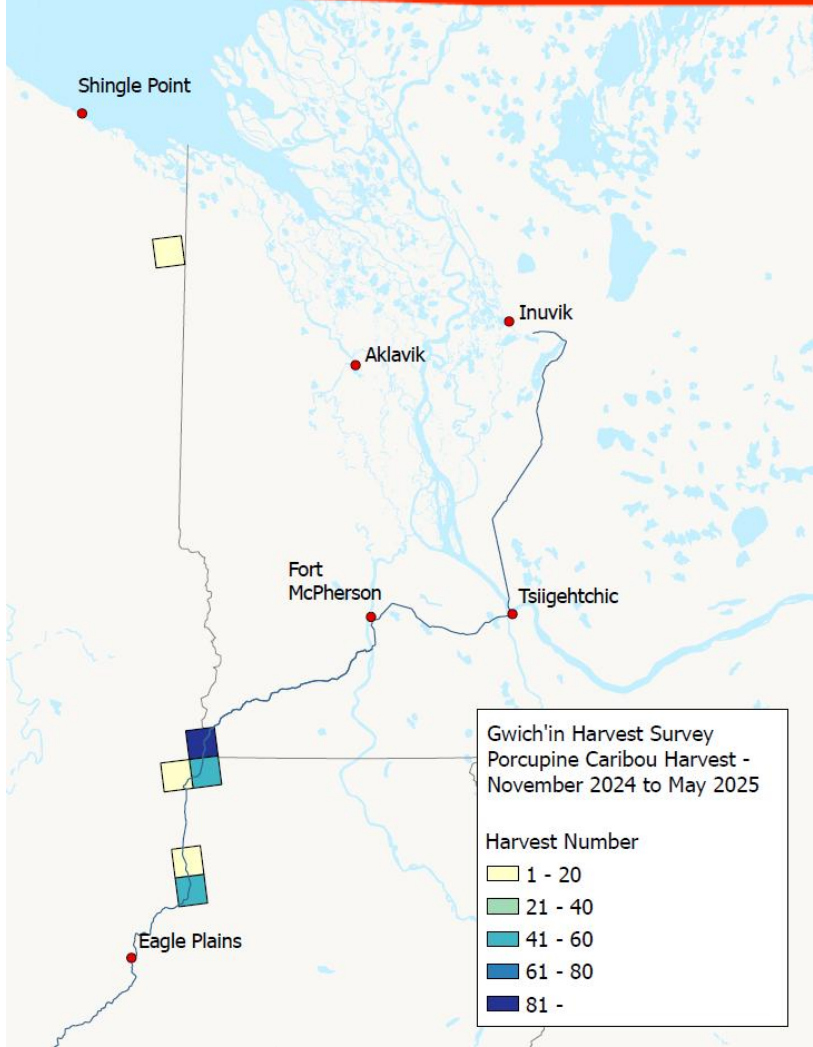 Shingle Point
Inuvik
Aklavik
Fort
McPherson
Tsiigehtchic
Eagle Plains
Gwich'in Harvest Survey
Porcupine Caribou Harvest -
November 2024 to May 2025
Harvest Number
1 - 20
21 - 40
41 - 60
61 - 80
81 -